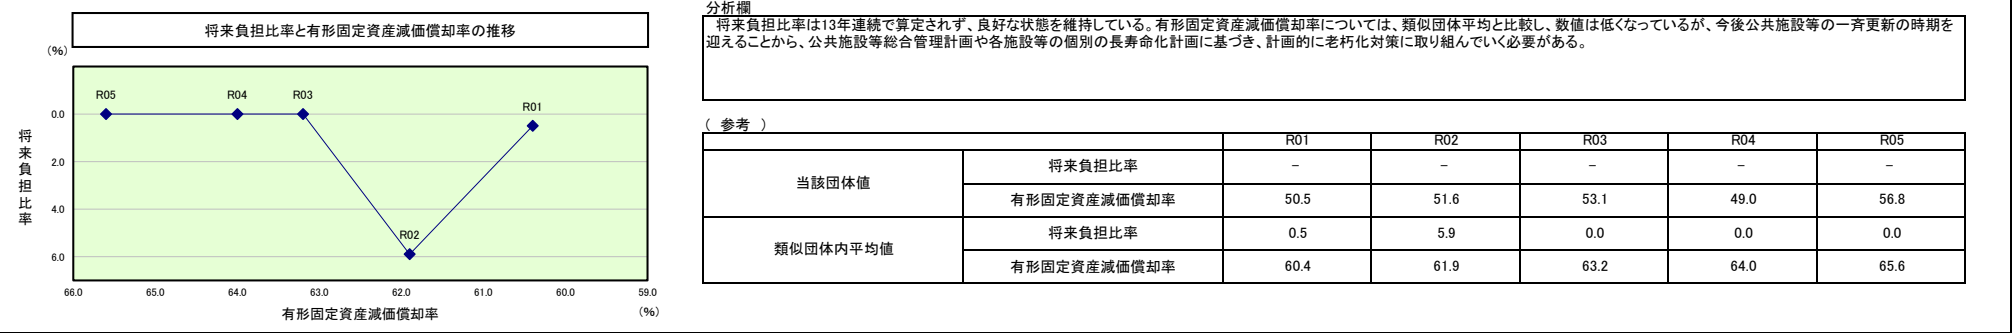 将来負担比率と有形固定資産減価償却率の推移
(%)
R05
R04
R03
R01
R02
0.0
2.0
4.0
6.0
将来負担比率
66.0
65.0
64.0
63.0
62.0
61.0
60.0
59.0
有形固定資産減価償却率
(%)
分析欄
将来負担比率は13年連続で算定されず、良好な状態を維持している。有形固定資産減価償却率については、類似団体平均と比較し、数値は低くなっているが、今後公共施設等の一斉更新の時期を
迎えることから、公共施設等総合管理計画や各施設等の個別の長寿命化計画に基づき、計画的に老朽化対策に取り組んでいく必要がある。
( 参考 )
R01 R02 R03 R04 R05
当該団体値
将来負担比率 － － － － －
有形固定資産減価償却率 50.5 51.6 53.1 49.0 56.8
類似団体内平均値
将来負担比率 0.5 5.9 0.0 0.0 0.0
有形固定資産減価償却率 60.4 61.9 63.2 64.0 65.6